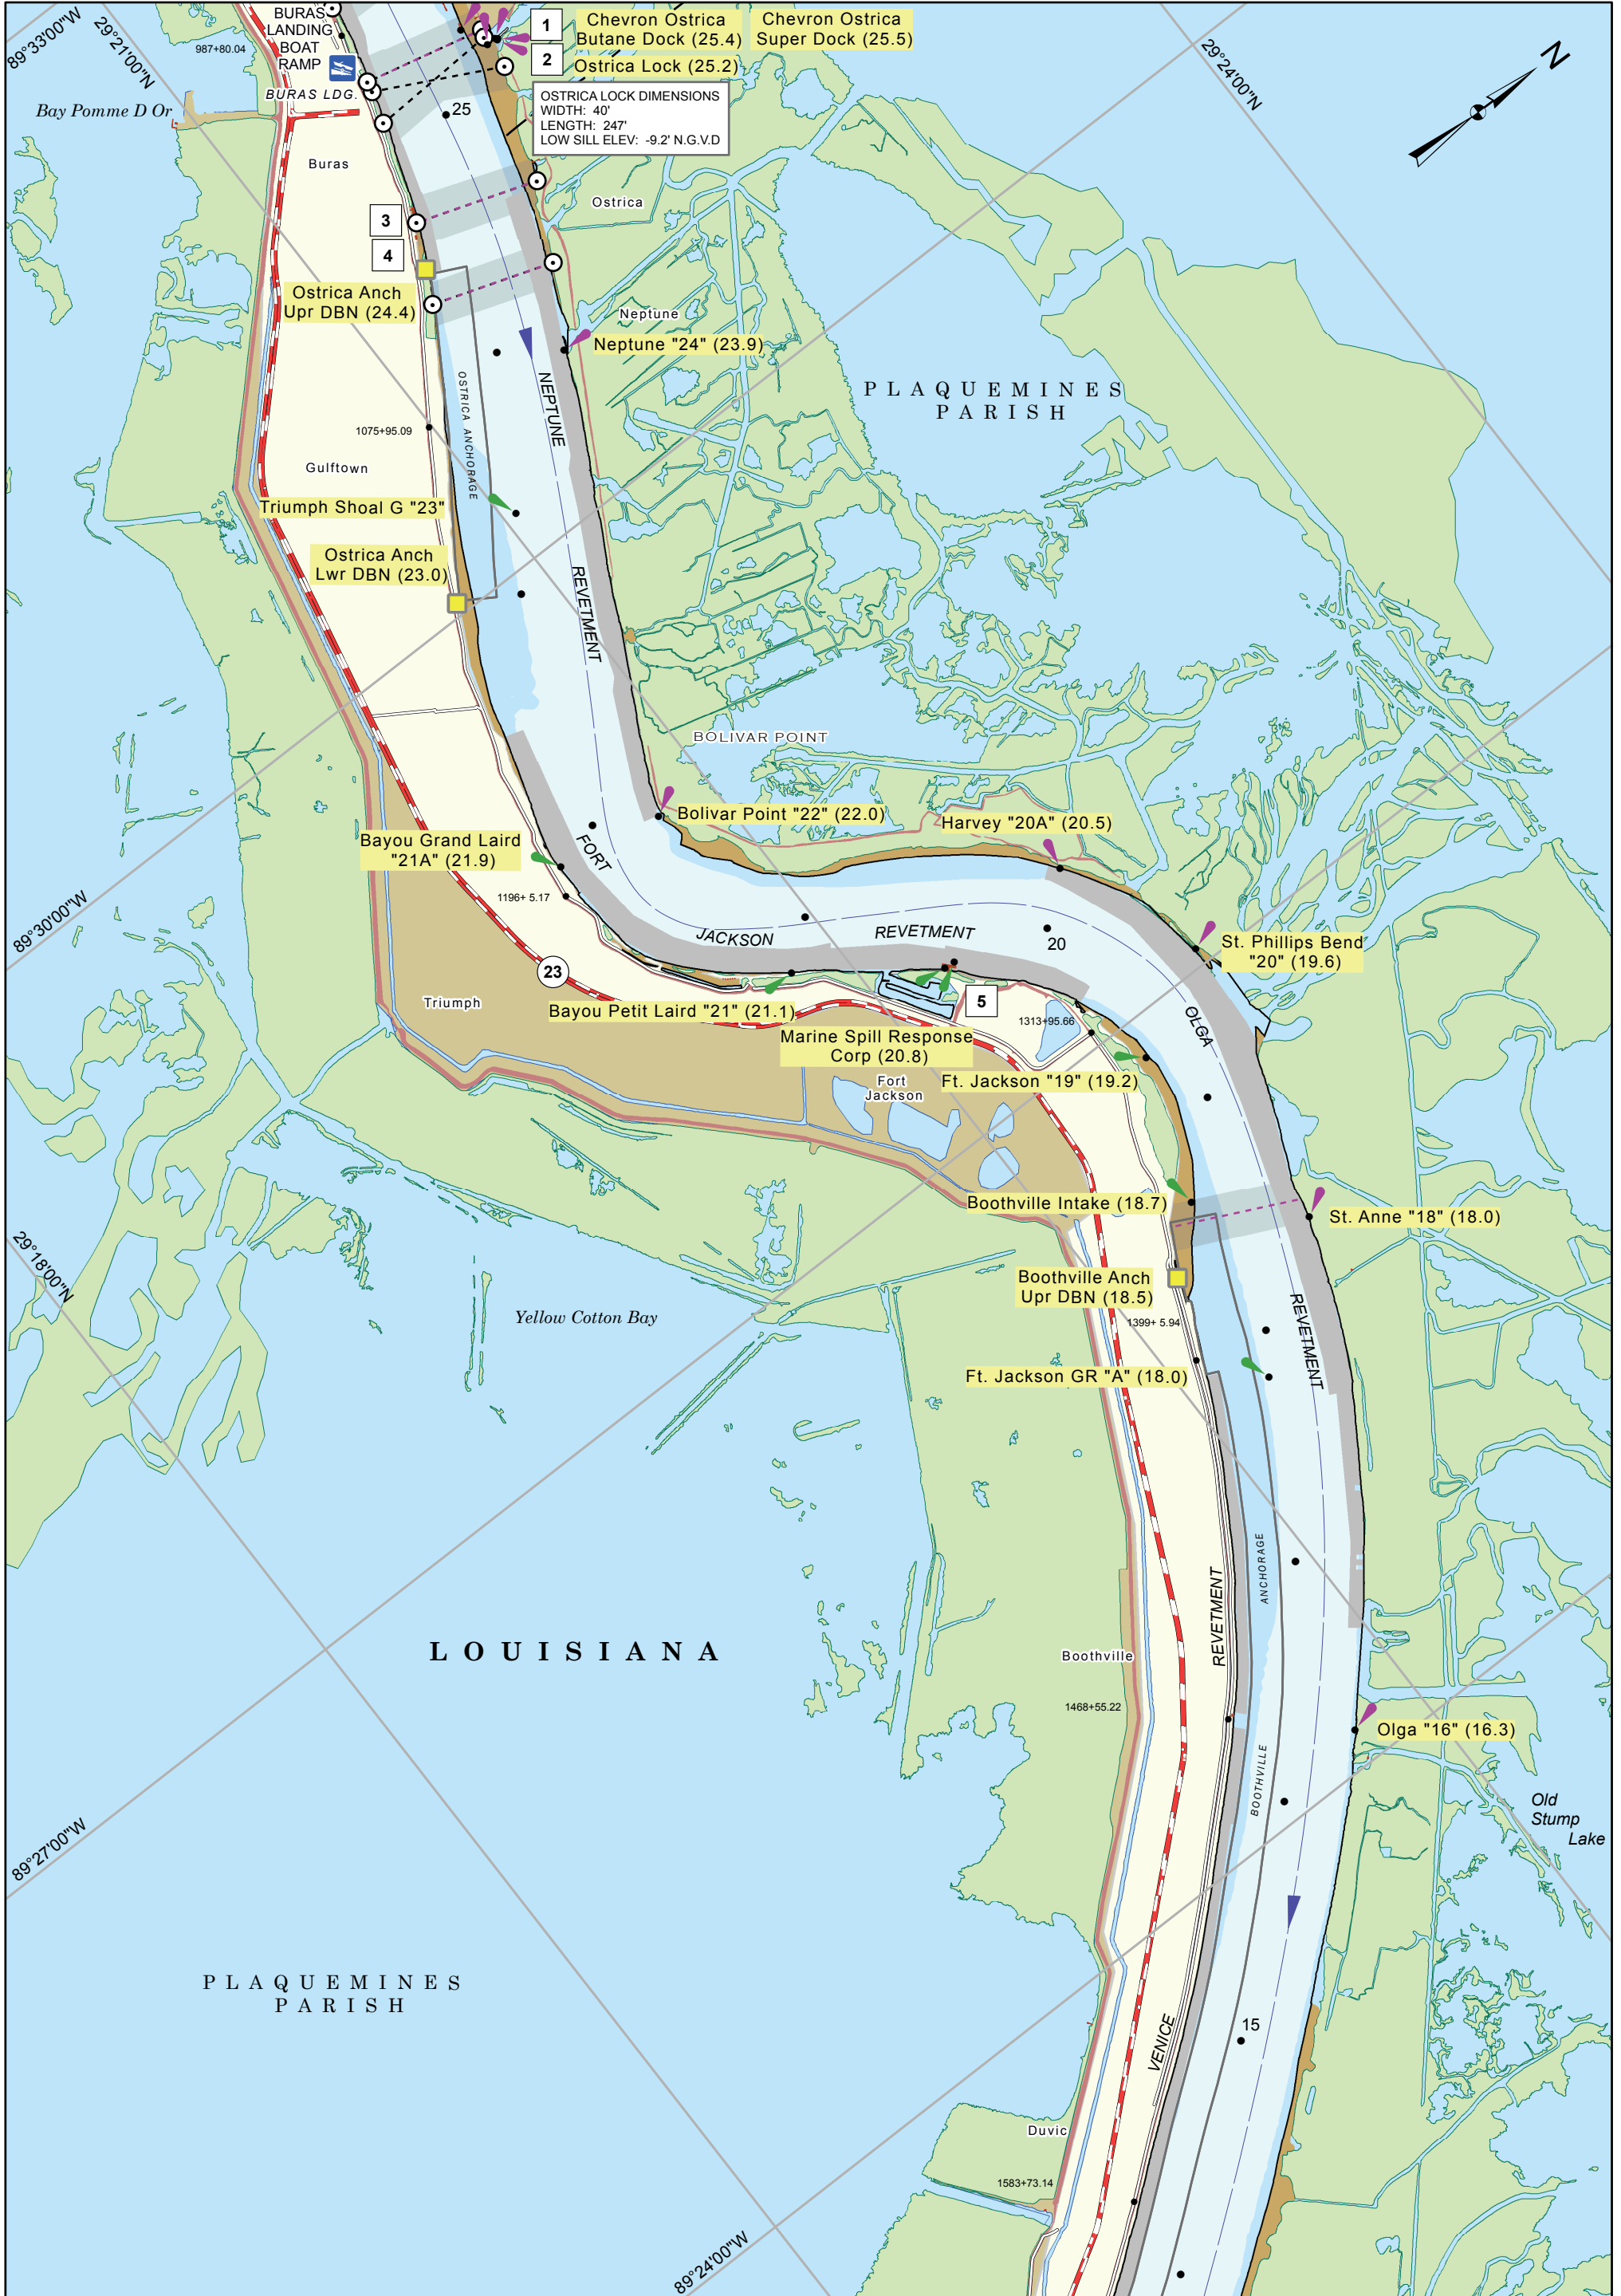 89°33'00"W
29°21'00"N
987+80.04
BURAS
LANDING
BOAT
RAMP
BURAS LDG.
Bay Pomme D Or
Buras
1
2
Chevron Ostrica
Butane Dock (25.4)
Chevron Ostrica
Super Dock (25.5)
Ostrica Lock (25.2)
OSTRICA LOCK DIMENSIONS
WIDTH: 40'
LENGTH: 247'
LOW SILL ELEV: -9.2' N.G.V.D
25
29°24'00"N
N
Ostrica
3
4
Ostrica Anch
Upr DBN (24.4)
Neptune
Neptune "24" (23.9)
PLAQUEMINES
PARISH
OSTRICA ANCHORAGE
NEPTUNE
REVETMENT
1075+95.09
Gulftown
Triumph Shoal G "23"
Ostrica Anch
Lwr DBN (23.0)
BOLIVAR POINT
Bolivar Point "22" (22.0)
Harvey "20A" (20.5)
Bayou Grand Laird
"21A" (21.9)
FORT
JACKSON
REVETMENT
1196+ 5.17
89°30'00"W
20
St. Phillips Bend
"20" (19.6)
23
Triumph
Bayou Petit Laird "21" (21.1)
5
1313+95.66
OLGA
REVETMENT
Marine Spill Response
Corp (20.8)
Fort
Jackson
Ft. Jackson "19" (19.2)
Boothville Intake (18.7)
St. Anne "18" (18.0)
29°18'00"N
Boothville Anch
Upr DBN (18.5)
Yellow Cotton Bay
1399+ 5.94
Ft. Jackson GR "A" (18.0)
ANCHORAGE
BOOTHVILLE
REVETMENT
VENICE
LOUISIANA
Boothville
1468+55.22
Olga "16" (16.3)
Old
Stump
Lake
89°27'00"W
PLAQUEMINES
PARISH
15
Duvic
1583+73.14
89°24'00"W